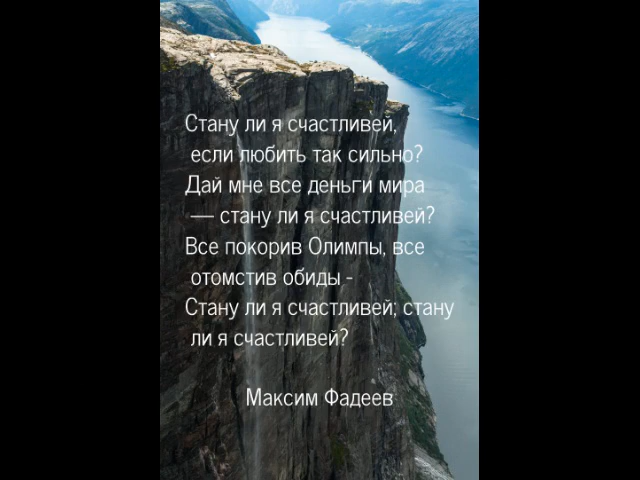 Стану ли я счастливей,
если любить так сильно?
Дай мне все деньги мира
— стану ли я счастливей?
Все покорив Олимпы, все
отомстив обиды -
Стану ли я счастливей; стану
ли я счастливей?
Максим Фадеев